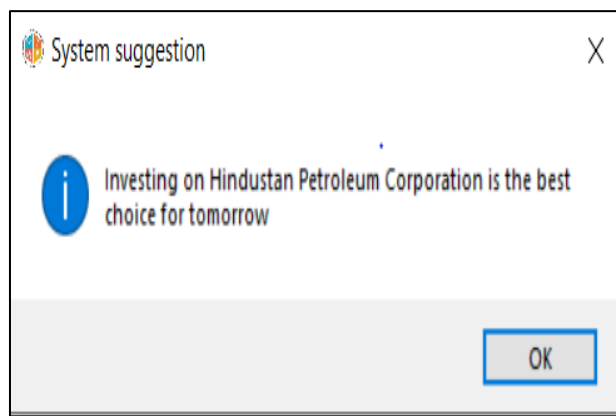 System suggestion
Investing on Hindustan Petroleum Corporation is the best
choice for tomorrow
OK